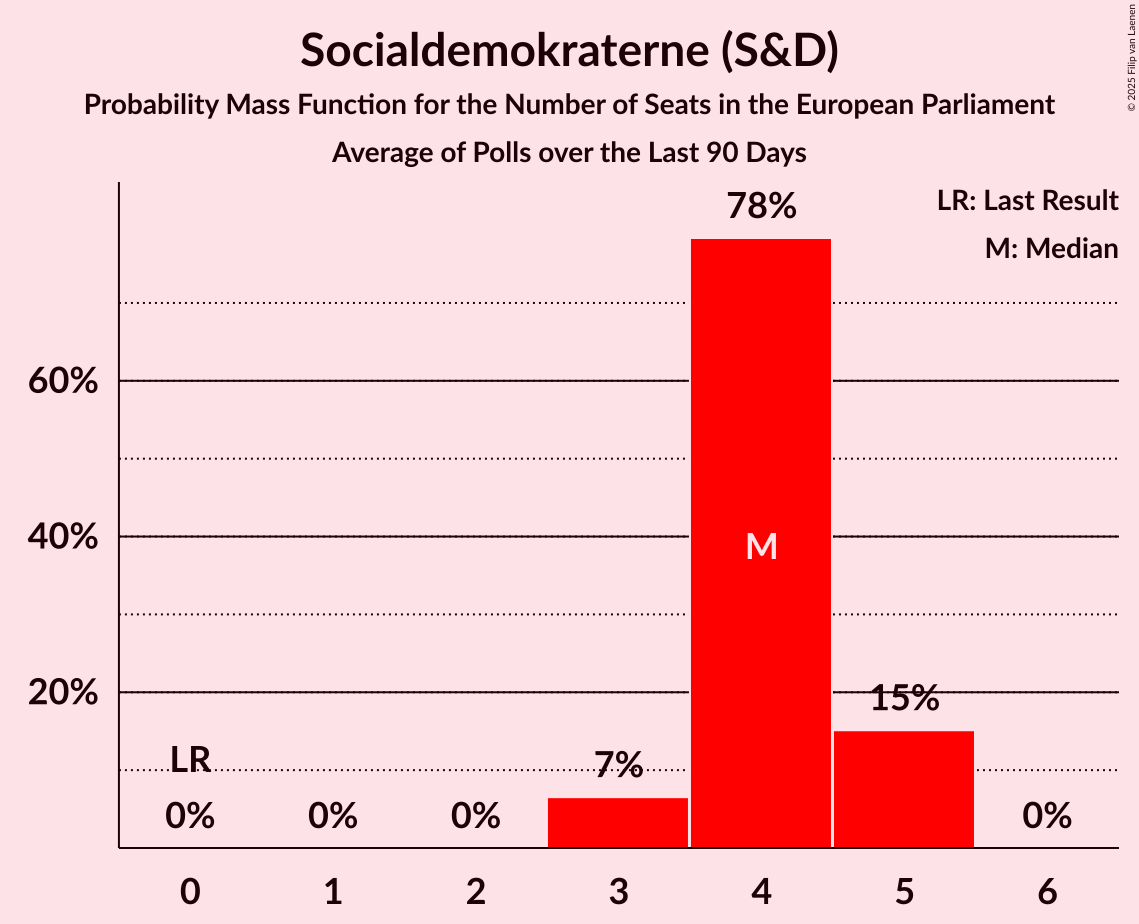 Socialdemokraterne (S&D)
Probability Mass Function for the Number of Seats in the European Parliament
Average of Polls over the Last 90 Days
© 2025 Filip van Laenen
LR: Last Result
M: Median
78%
60%
40%
M
20%
15%
LR
7%
0%
0%
0%
0%
0
1
2
3
4
5
6